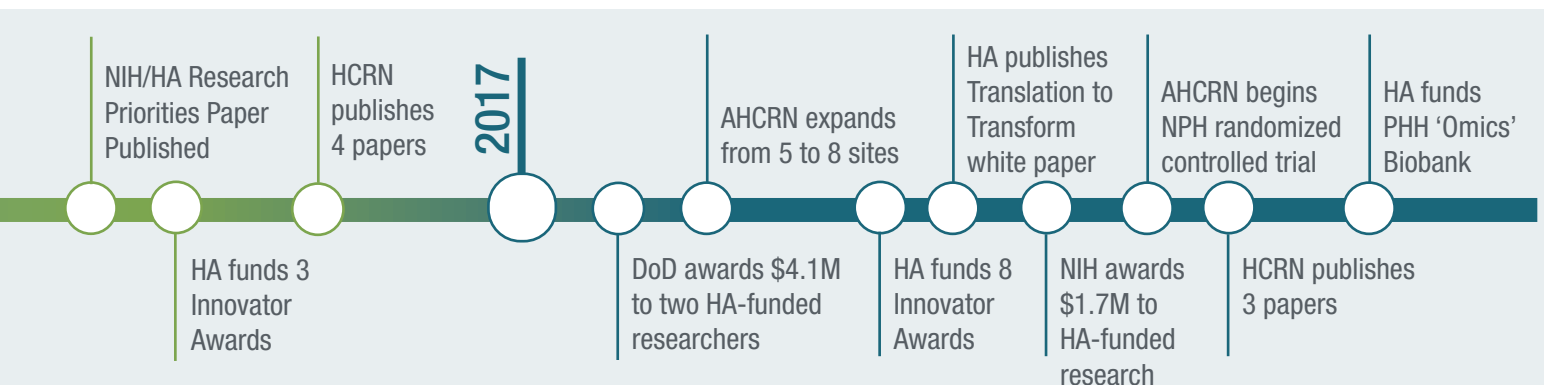 NIH/HA Research
Priorities Paper
Published
HA funds 3
Innovator
Awards
HCRN
publishes
4 papers
2017
DoD awards $4.1M
to two HA-funded
researchers
AHCRN expands
from 5 to 8 sites
HA funds 8
Innovator
Awards
HA publishes
Translation to
Transform
white paper
NIH awards
$1.7M to
HA-funded
research
AHCRN begins
NPH randomized
controlled trial
HCRN publishes
3 papers
HA funds
PHH ‘Omics’
Biobank